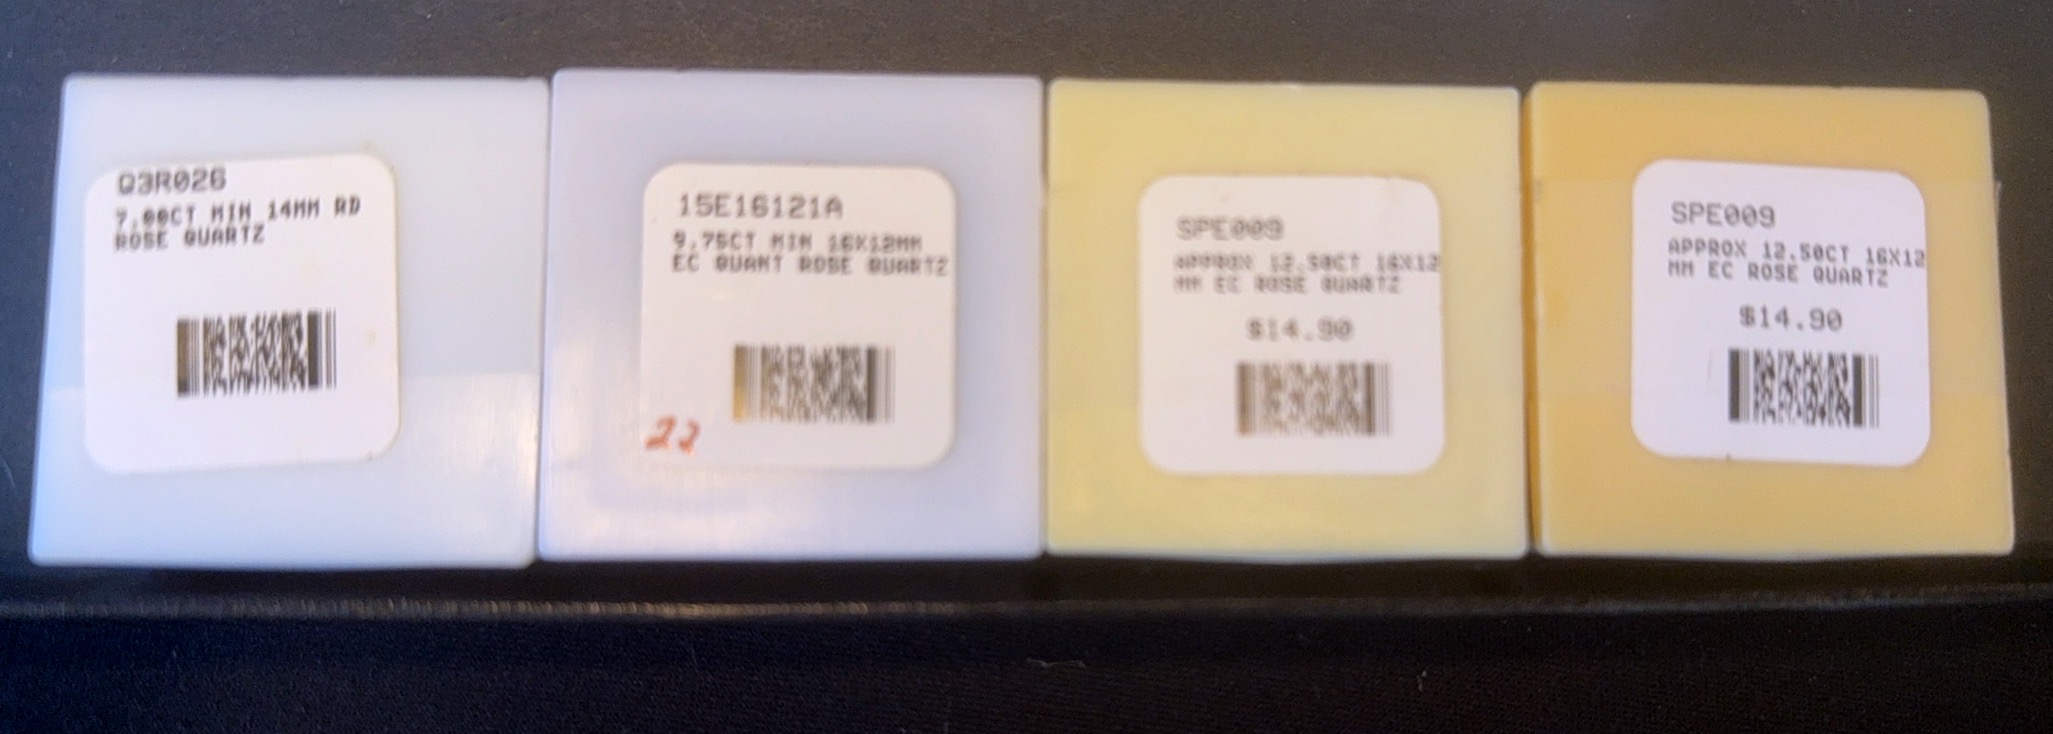 Q3R026
9.00CT MIN 14MM RD
ROSE QUARTZ
15E16121A
9.75CT MIN 16X12MM
EC QUANT ROSE QUARTZ
22
SPE009
APPROX 12.50CT 16X12
MM EC ROSE QUARTZ
$14.90
SPE009
APPROX 12.50CT 16X12
MM EC ROSE QUARTZ
$14.90